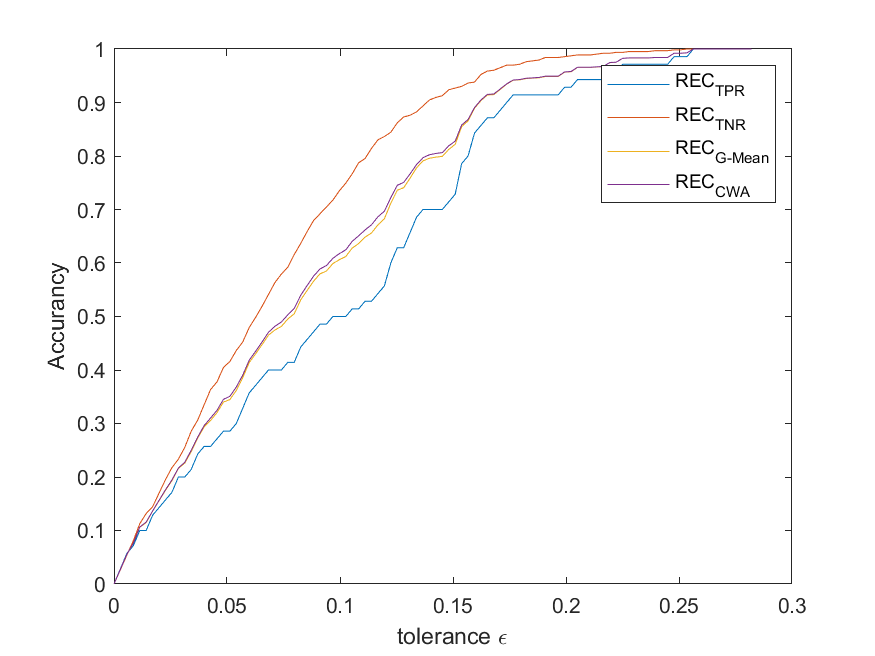 1
0.9
0.8
0.7
0.6
0.5
0.4
0.3
0.2
0.1
0
Accurancy
REC_TPR
REC_TNR
REC_G-Mean
REC_CWA
0 0.05 0.1 0.15 0.2 0.25 0.3
tolerance ϵ